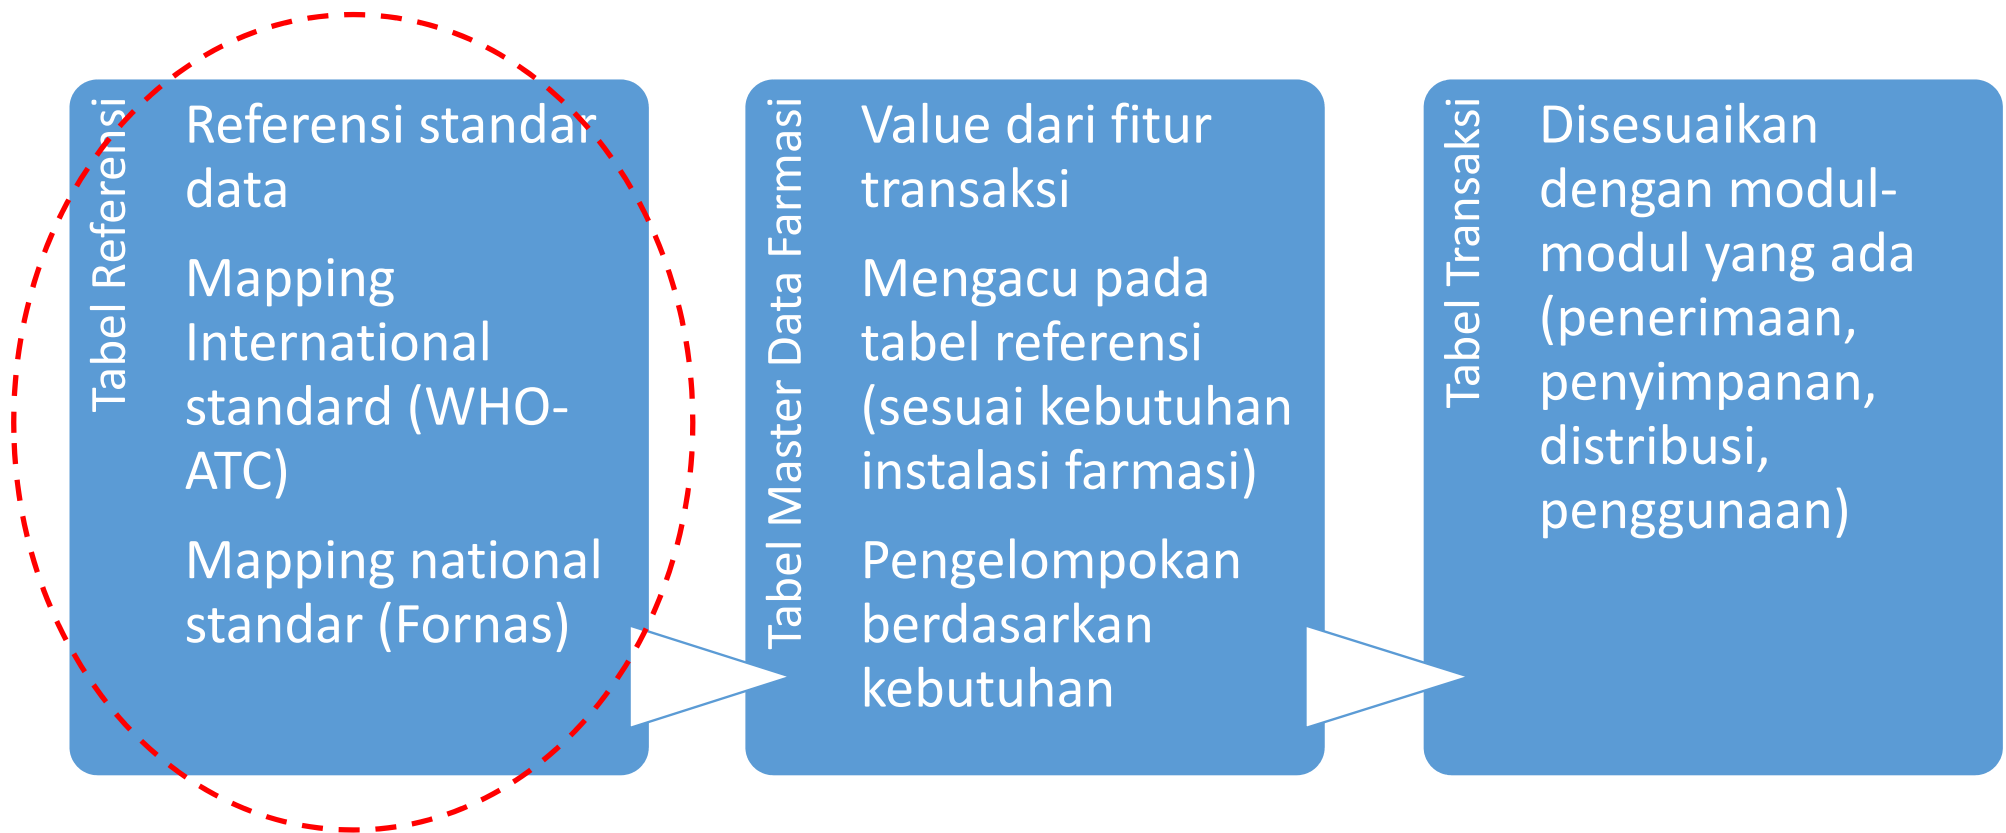 Tabel Referensi
Referensi standar
data
Mapping
International
standard (WHO-
ATC)
Mapping national
standar (Fornas)
Tabel Master Data Farmasi
Value dari fitur
transaksi
Mengacu pada
tabel referensi
(sesuai kebutuhan
instalasi farmasi)
Pengelompokan
berdasarkan
kebutuhan
Tabel Transaksi
Disesuaikan
dengan modul-
modul yang ada
(penerimaan,
penyimpanan,
distribusi,
penggunaan)